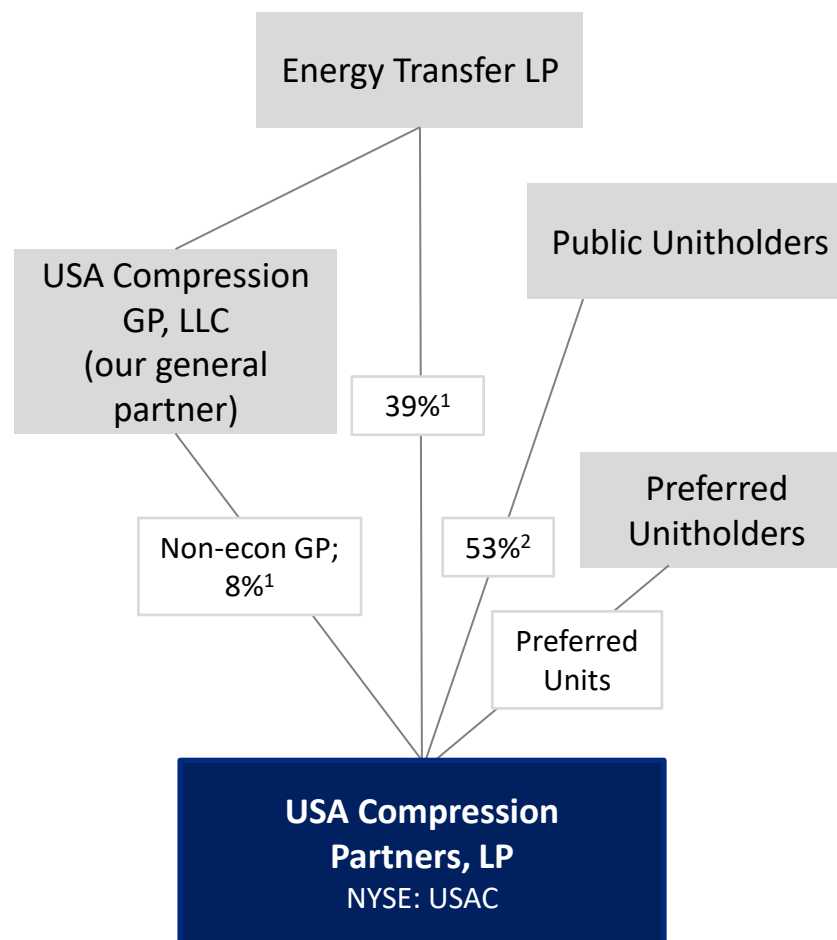 Energy Transfer LP
Public Unitholders
USA Compression
GP, LLC
(our general
partner)
39%¹
Preferred
Unitholders
Non-econ GP;
8%¹
53%²
Preferred
Units
USA Compression
Partners, LP
NYSE: USAC